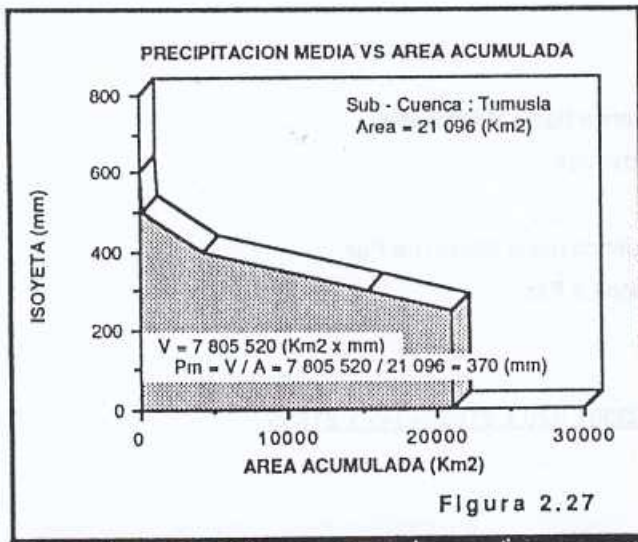 PRECIPITACION MEDIA VS AREA ACUMULADA
Sub - Cuenca : Tumusla
Area = 21 096 (Km2)
ISOYETA (mm)
800
600
400
200
0
V = 7 805 520 (Km2 x mm)
Pm = V / A = 7 805 520 / 21 096 = 370 (mm)
0 10000 20000 30000
AREA ACUMULADA (Km2)
Figura 2.27